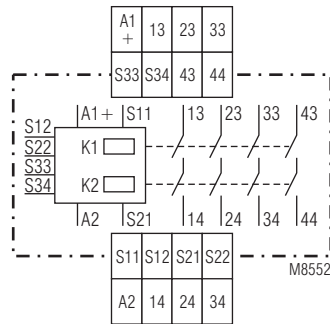 A1 + 13 23 33
S33 S34 43 44
A1+ S11 13 23 33 43
S12
S22
S33
S34
K1
K2
A2 S21 14 24 34 44
S11 S12 S21 S22
A2 14 24 34
M8552